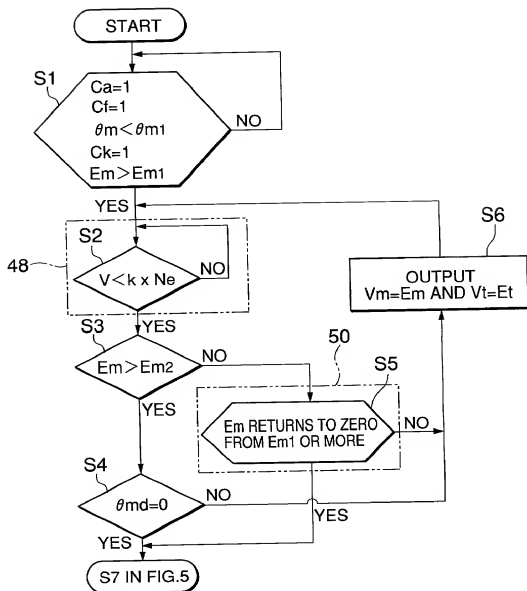 START
S1
Ca=1
Cf=1
θm<θm1
Ck=1
Em>Em1
NO
YES
S6
OUTPUT
Vm=Em AND Vt=Et
48
S2
V<k x Ne
NO
YES
S3
Em>Em2
NO
YES
50
S5
Em RETURNS TO ZERO
FROM Em1 OR MORE
NO
YES
S4
θmd=0
NO
YES
S7 IN FIG.5